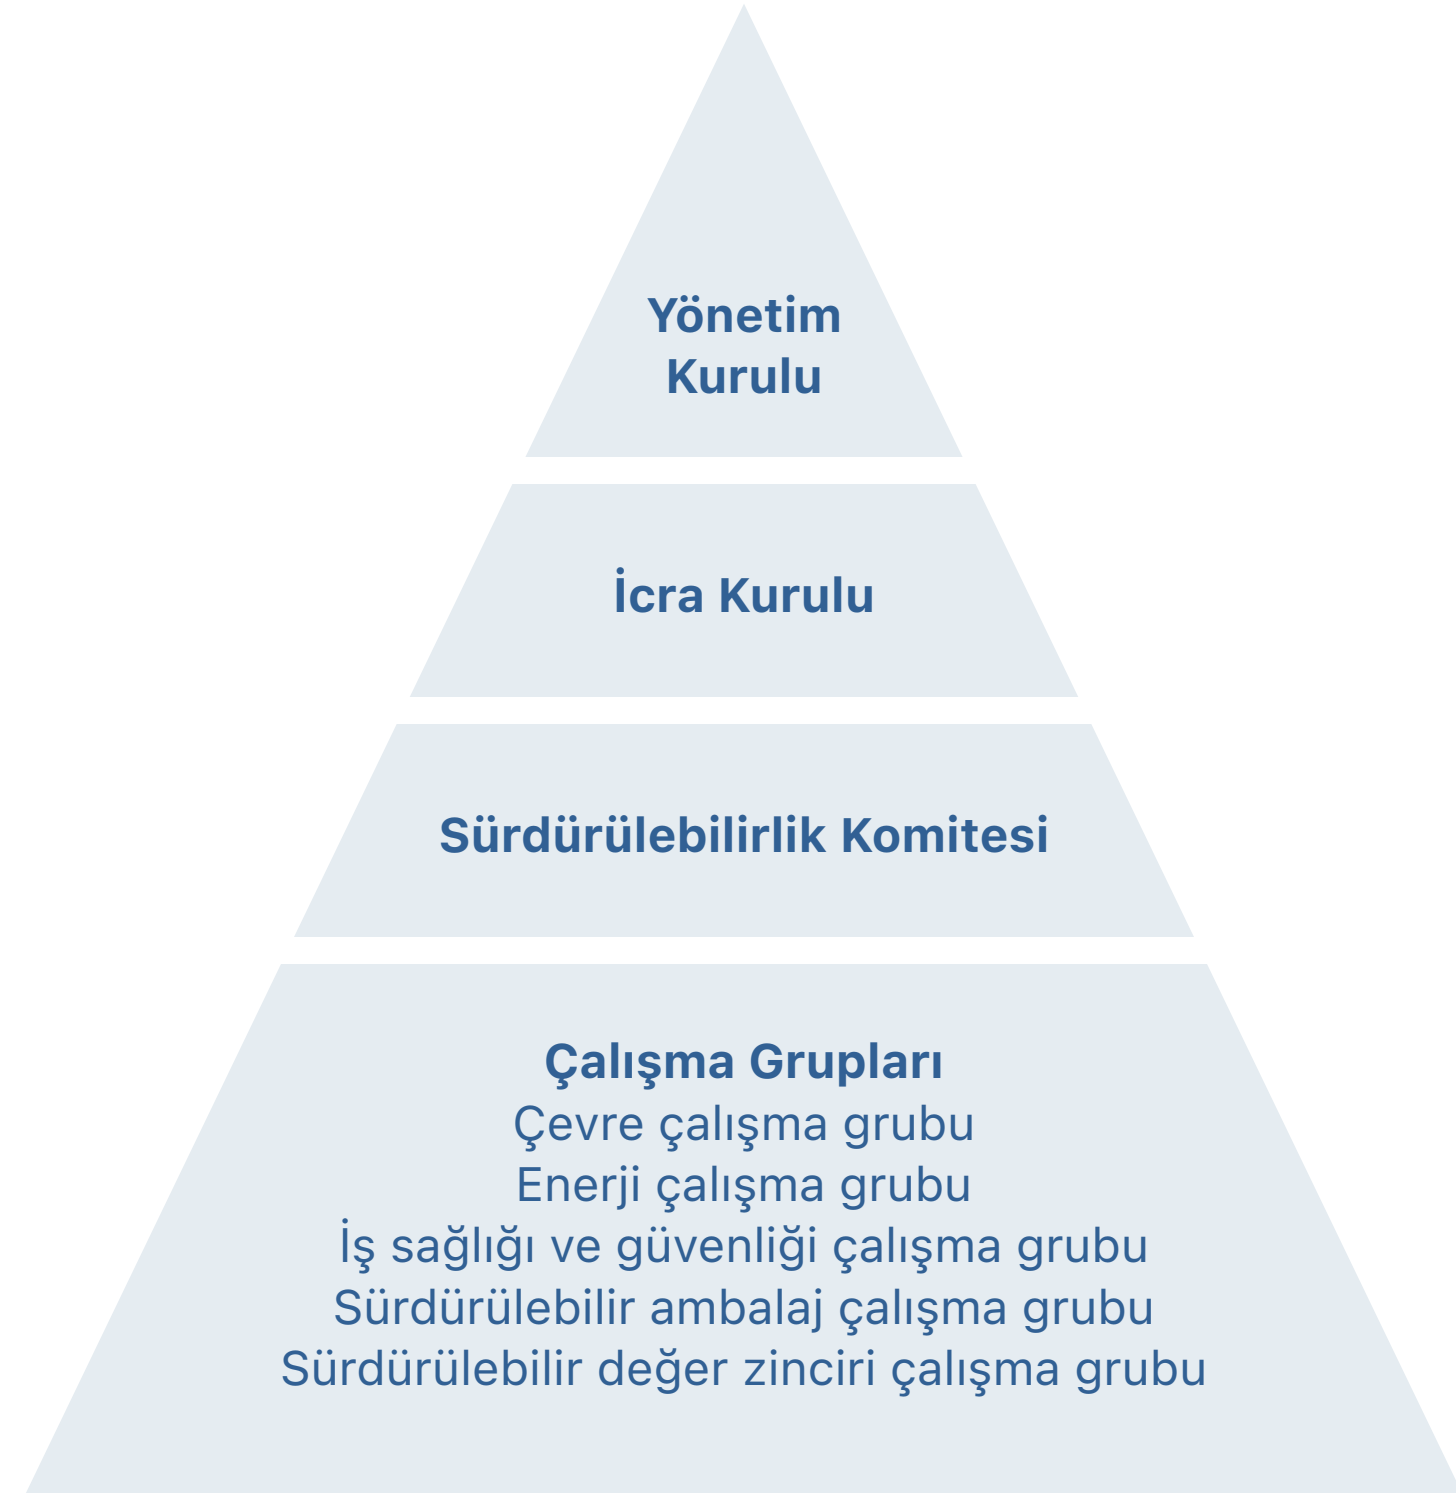 Yönetim
Kurulu
İcra Kurulu
Sürdürülebilirlik Komitesi
Çalışma Grupları
Çevre çalışma grubu
Enerji çalışma grubu
İş sağlığı ve güvenliği çalışma grubu
Sürdürülebilir ambalaj çalışma grubu
Sürdürülebilir değer zinciri çalışma grubu